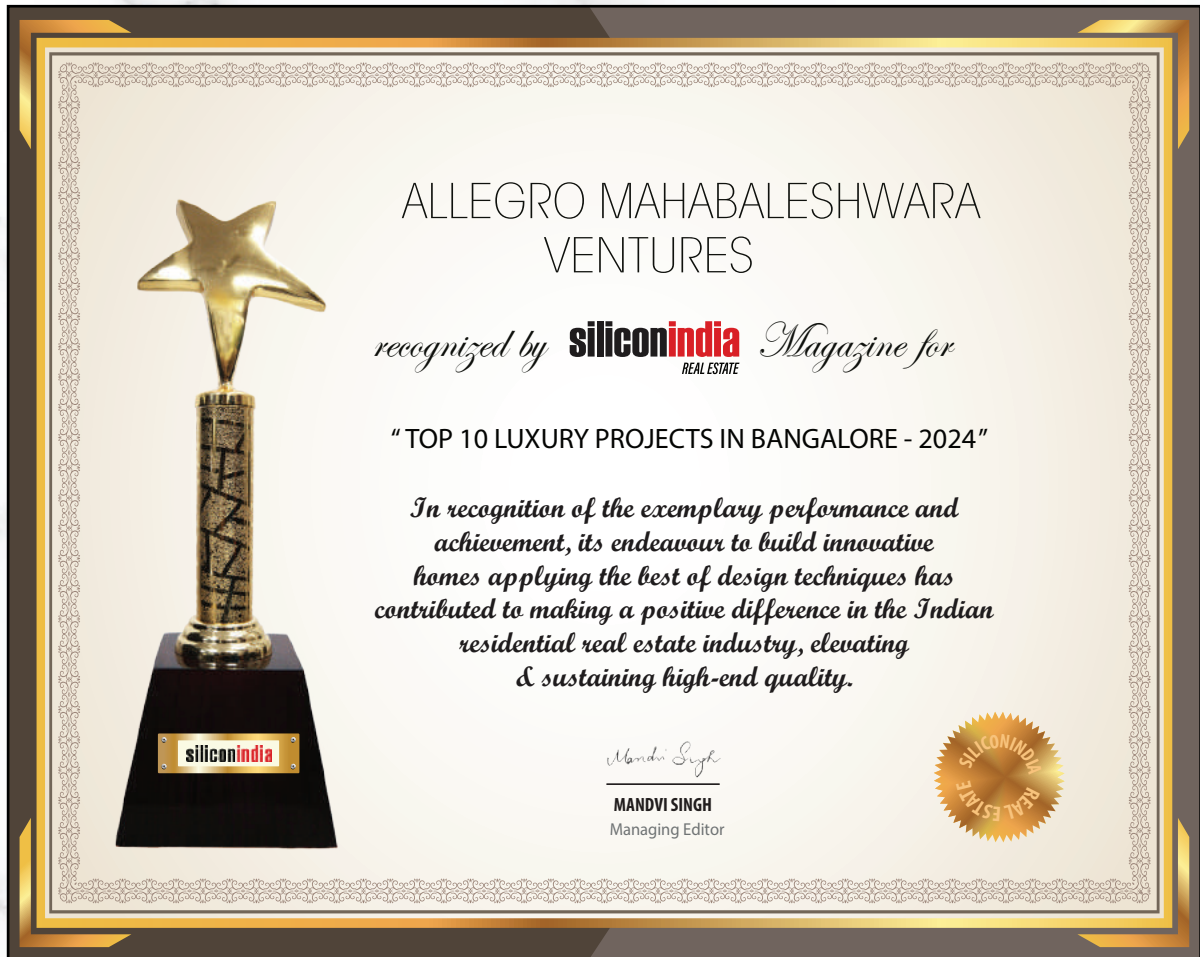 ALLEGRO MAHABALESHWARA
VENTURES
recognized by siliconindia Magazine for
REAL ESTATE
“ TOP 10 LUXURY PROJECTS IN BANGALORE - 2024”
In recognition of the exemplary performance and
achievement, its endeavour to build innovative
homes applying the best of design techniques has
contributed to making a positive difference in the Indian
residential real estate industry, elevating
& sustaining high-end quality.
siliconindia
Mandvi Singh
MANDVI SINGH
Managing Editor
SILICONINDIA
REAL ESTATE